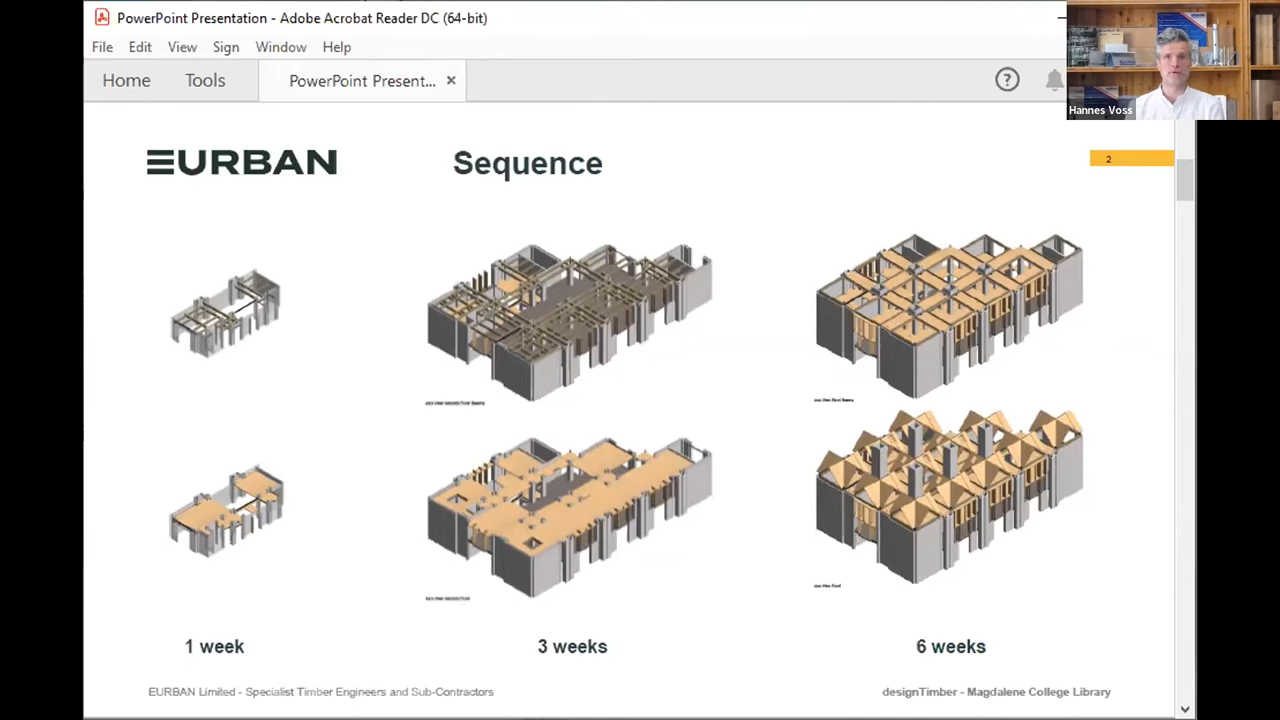 PowerPoint Presentation - Adobe Acrobat Reader DC (64-bit)
File Edit View Sign Window Help
Home Tools PowerPoint Present...
Hannes Voss
EURBAN
Sequence
2
1 week
3 weeks
6 weeks
EURBAN Limited - Specialist Timber Engineers and Sub-Contractors
designTimber - Magdalene College Library